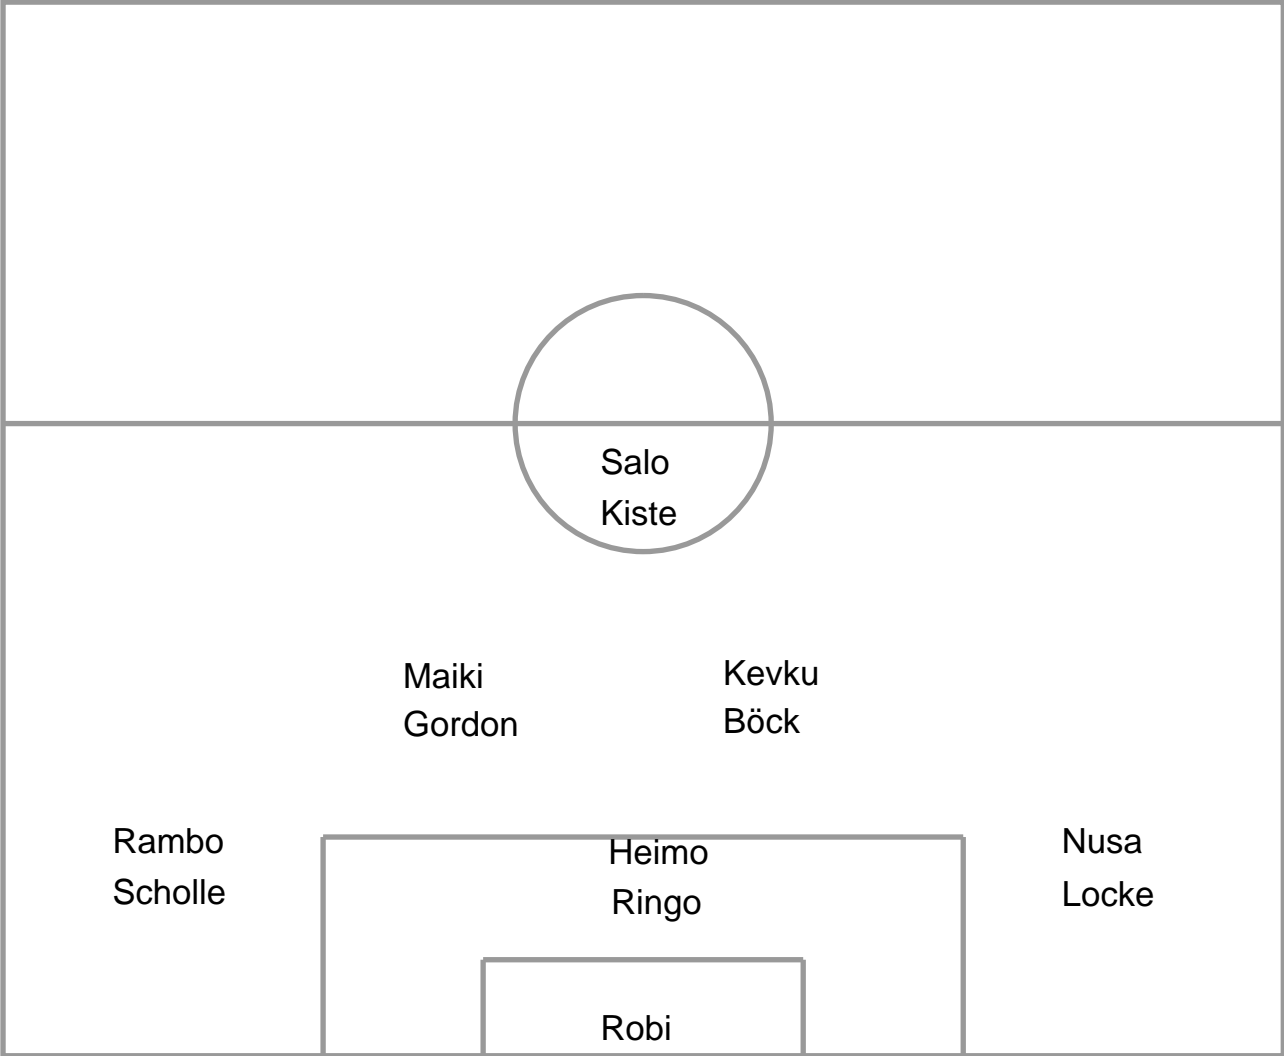 Salo
Kiste
Maiki
Gordon
Kevku
Böck
Rambo
Scholle
Heimo
Ringo
Nusa
Locke
Robi